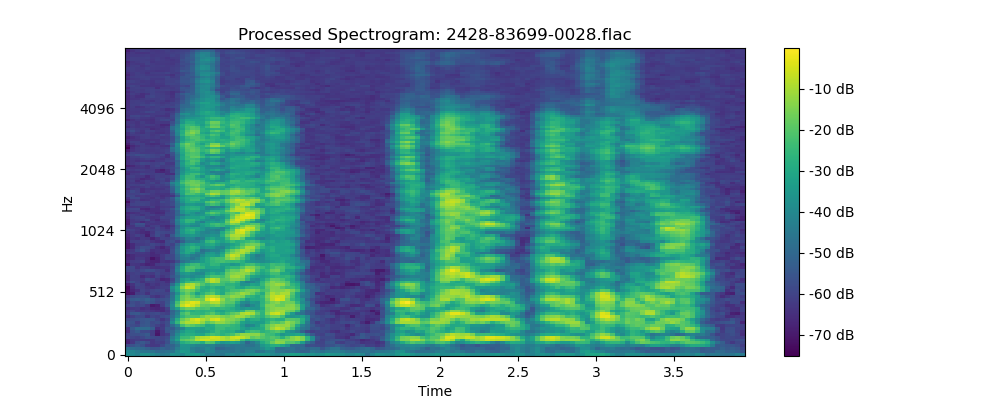 Processed Spectrogram: 2428-83699-0028.flac
Hz
4096
2048
1024
512
0
0
0.5
1
1.5
2
2.5
3
3.5
Time
-10 dB
-20 dB
-30 dB
-40 dB
-50 dB
-60 dB
-70 dB